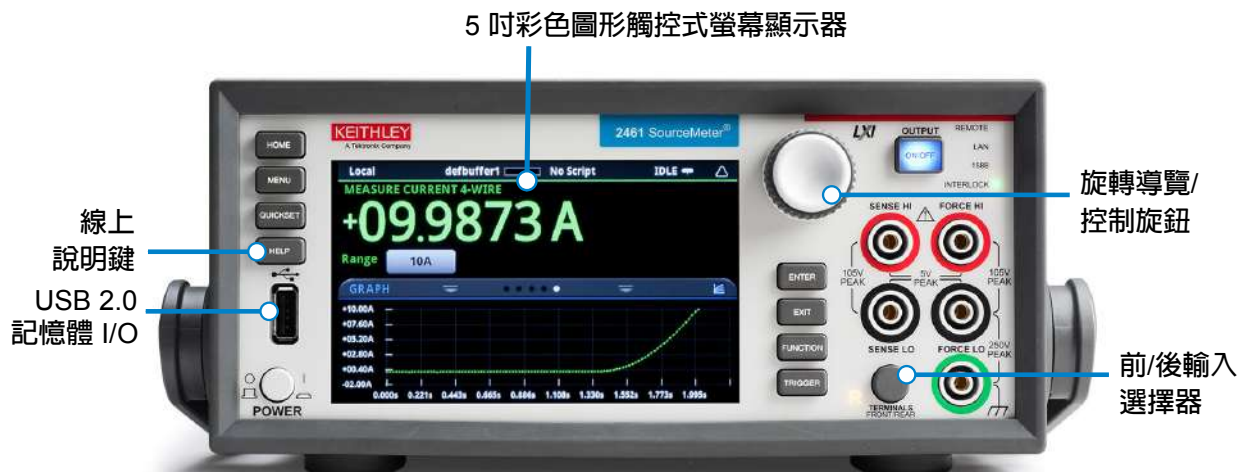 5 吋彩色圖形觸控式螢幕顯示器
線上
說明鍵
USB 2.0
記憶體 I/O
旋轉導覽/
控制旋鈕
前/後輸入
選擇器
HOME
MENU
QUICKSET
HELP
POWER
KEITHLEY
A Tektronix Company
2461 SourceMeter®
Local defbuffer1 No Script IDLE
MEASURE CURRENT 4-WIRE
+09.9873 A
Range 10A
GRAPH
+10.00A
+07.60A
+05.20A
+02.80A
+00.40A
-02.00A
0.000s 0.221s 0.443s 0.665s 0.886s 1.108s 1.330s 1.552s 1.773s 1.995s
LXI
OUTPUT
ON/OFF
REMOTE
LAN
1588
INTERLOCK
SENSE HI
FORCE HI
105V
PEAK
5V
PEAK
105V
PEAK
SENSE LO
FORCE LO
250V
PEAK
ENTER
EXIT
FUNCTION
TRIGGER
R
TERMINALS
FRONT/REAR